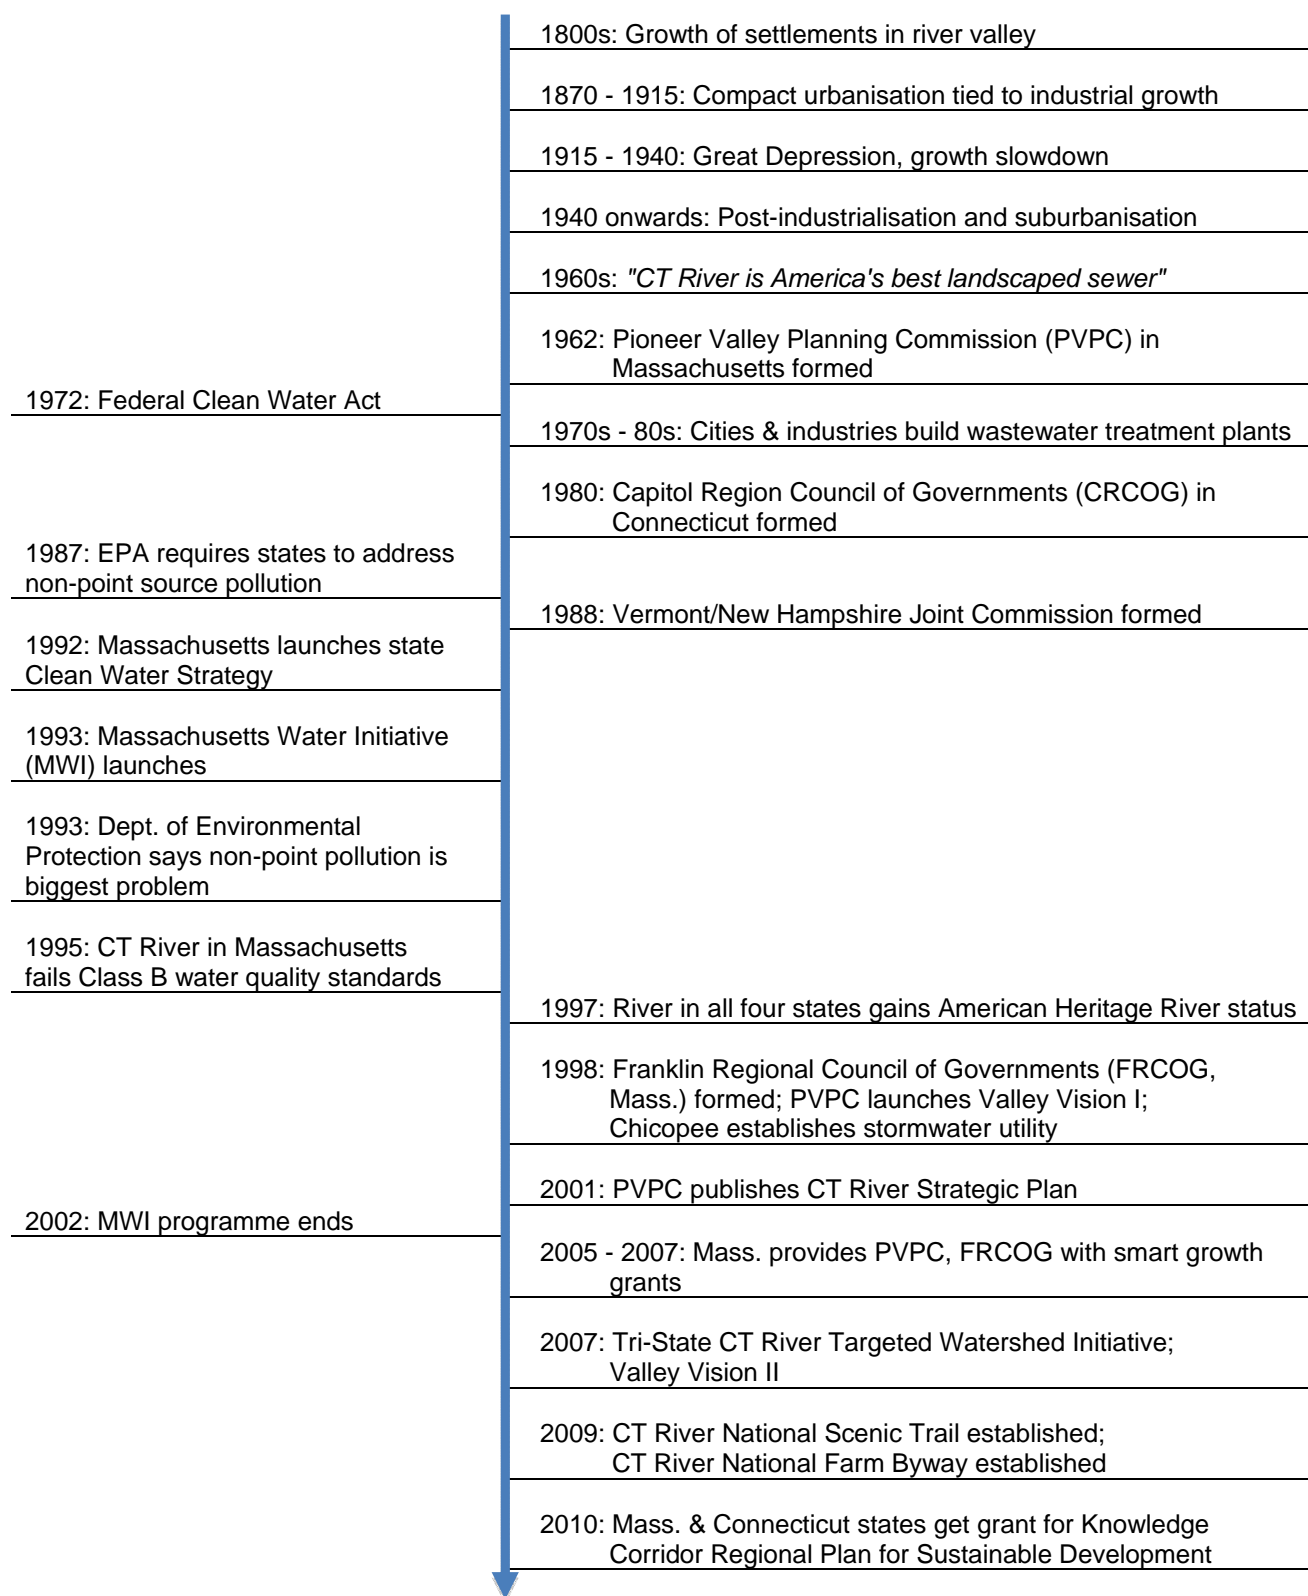 1800s: Growth of settlements in river valley
1870 - 1915: Compact urbanisation tied to industrial growth
1915 - 1940: Great Depression, growth slowdown
1940 onwards: Post-industrialisation and suburbanisation
1960s: "CT River is America's best landscaped sewer"
1962: Pioneer Valley Planning Commission (PVPC) in
Massachusetts formed
1972: Federal Clean Water Act
1970s - 80s: Cities & industries build wastewater treatment plants
1980: Capitol Region Council of Governments (CRCOG) in
Connecticut formed
1987: EPA requires states to address
non-point source pollution
1988: Vermont/New Hampshire Joint Commission formed
1992: Massachusetts launches state
Clean Water Strategy
1993: Massachusetts Water Initiative
(MWI) launches
1993: Dept. of Environmental
Protection says non-point pollution is
biggest problem
1995: CT River in Massachusetts
fails Class B water quality standards
1997: River in all four states gains American Heritage River status
1998: Franklin Regional Council of Governments (FRCOG,
Mass.) formed; PVPC launches Valley Vision I;
Chicopee establishes stormwater utility
2001: PVPC publishes CT River Strategic Plan
2002: MWI programme ends
2005 - 2007: Mass. provides PVPC, FRCOG with smart growth
grants
2007: Tri-State CT River Targeted Watershed Initiative;
Valley Vision II
2009: CT River National Scenic Trail established;
CT River National Farm Byway established
2010: Mass. & Connecticut states get grant for Knowledge
Corridor Regional Plan for Sustainable Development